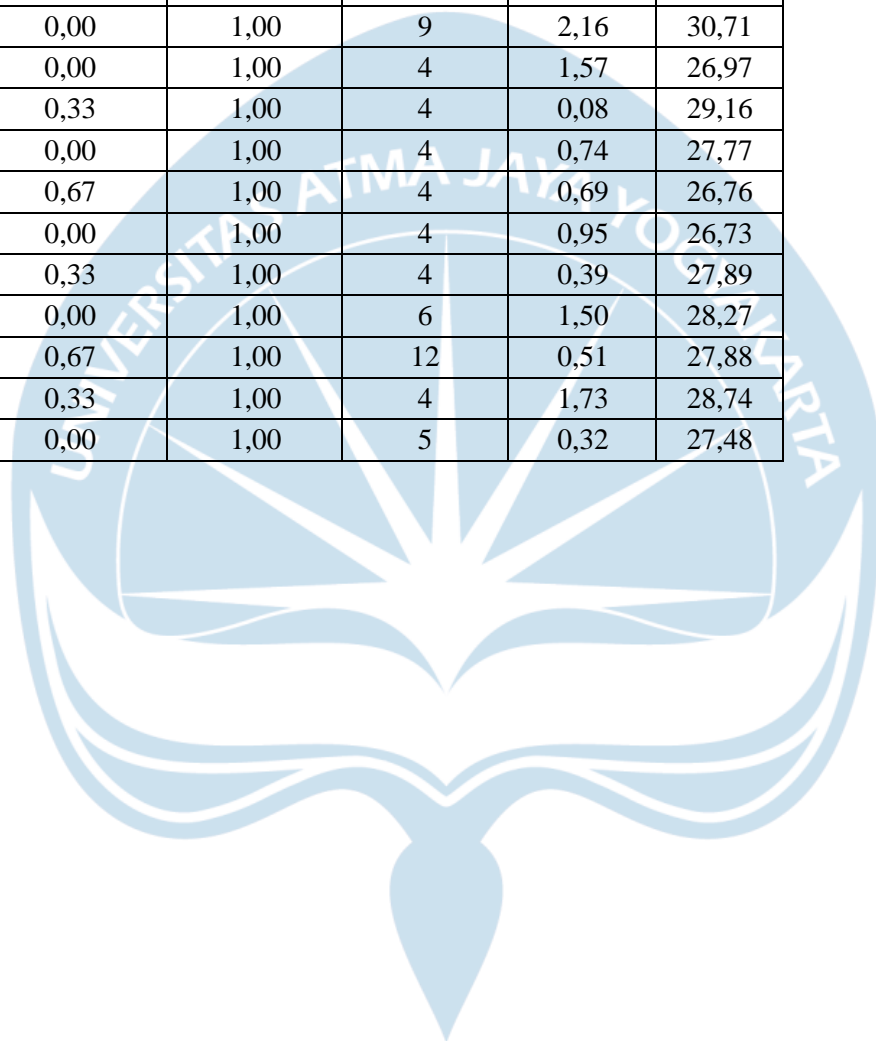 0,00 1,00 9 2,16 30,71
0,00 1,00 4 1,57 26,97
0,33 1,00 4 0,08 29,16
0,00 1,00 4 0,74 27,77
0,67 1,00 4 0,69 26,76
0,00 1,00 4 0,95 26,73
0,33 1,00 4 0,39 27,89
0,00 1,00 6 1,50 28,27
0,67 1,00 12 0,51 27,88
0,33 1,00 4 1,73 28,74
0,00 1,00 5 0,32 27,48
UNIVERSITAS ATMA JAYA YOGYAKARTA